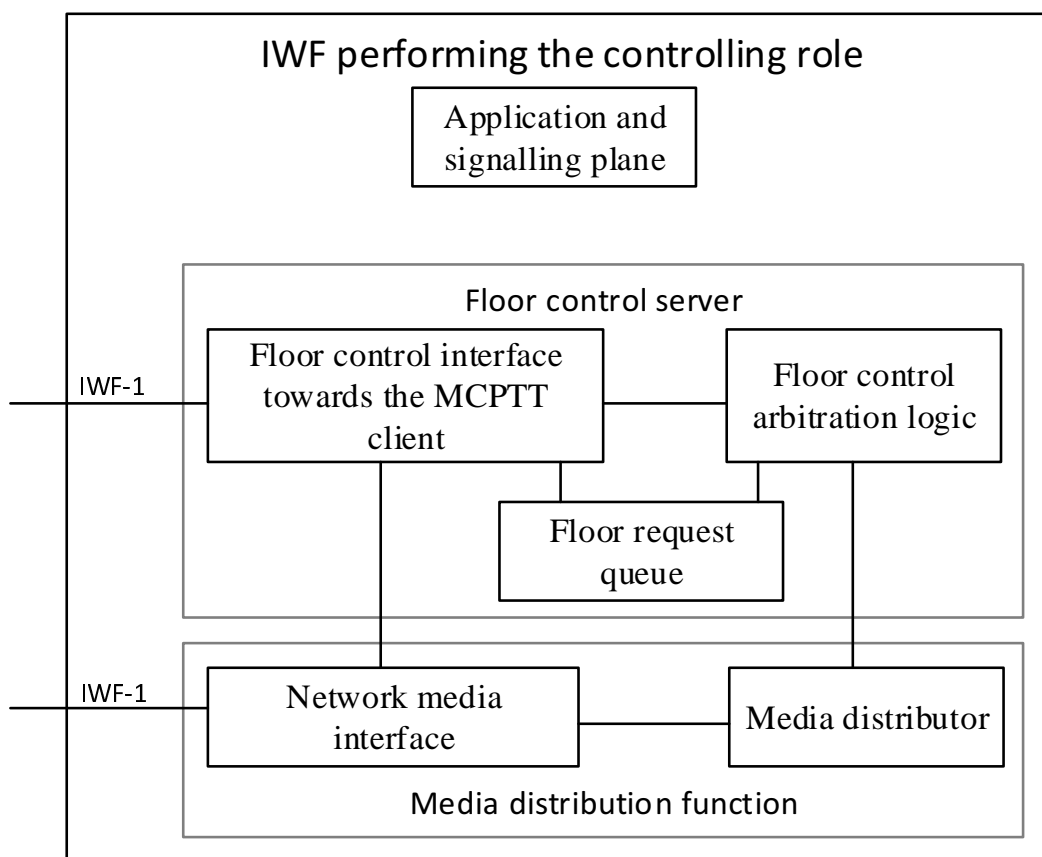 IWF performing the controlling role
Application and
signalling plane
Floor control server
Floor control interface
towards the MCPTT
client
Floor control
arbitration logic
IWF-1
Floor request
queue
IWF-1
Network media
interface
Media distributor
Media distribution function